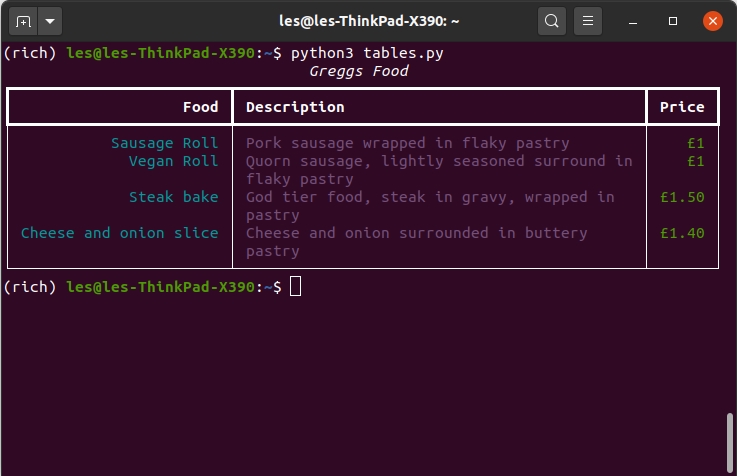 les@les-ThinkPad-X390: ~
(rich) les@les-ThinkPad-X390:~$ python3 tables.py
Greggs Food
Food Description Price
Sausage Roll Pork sausage wrapped in flaky pastry £1
Vegan Roll Quorn sausage, lightly seasoned surround in £1
flaky pastry
Steak bake God tier food, steak in gravy, wrapped in £1.50
pastry
Cheese and onion slice Cheese and onion surrounded in buttery £1.40
pastry
(rich) les@les-ThinkPad-X390:~$